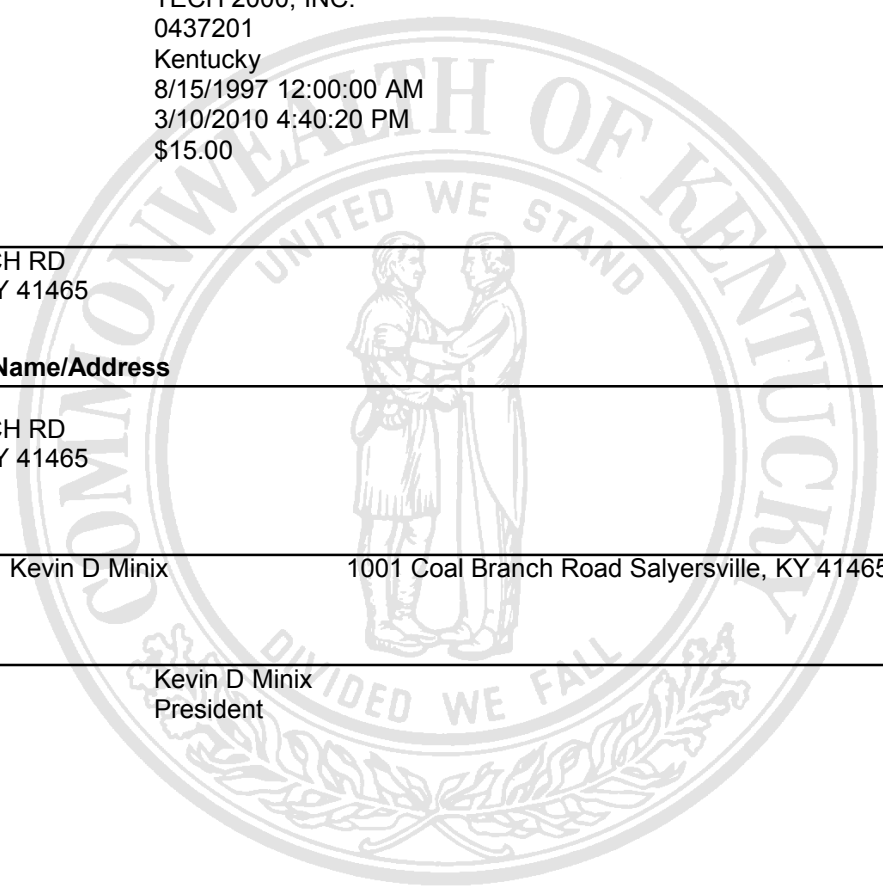 TECH 2000, INC.
0437201
Kentucky
8/15/1997 12:00:00 AM
3/10/2010 4:40:20 PM
$15.00
CH RD
Y 41465
Name/Address
CH RD
Y 41465
Kevin D Minix 1001 Coal Branch Road Salyersville, KY 41465
Kevin D Minix
President
COMMONWEALTH OF KENTUCKY
UNITED WE STAND
DIVIDED WE FALL